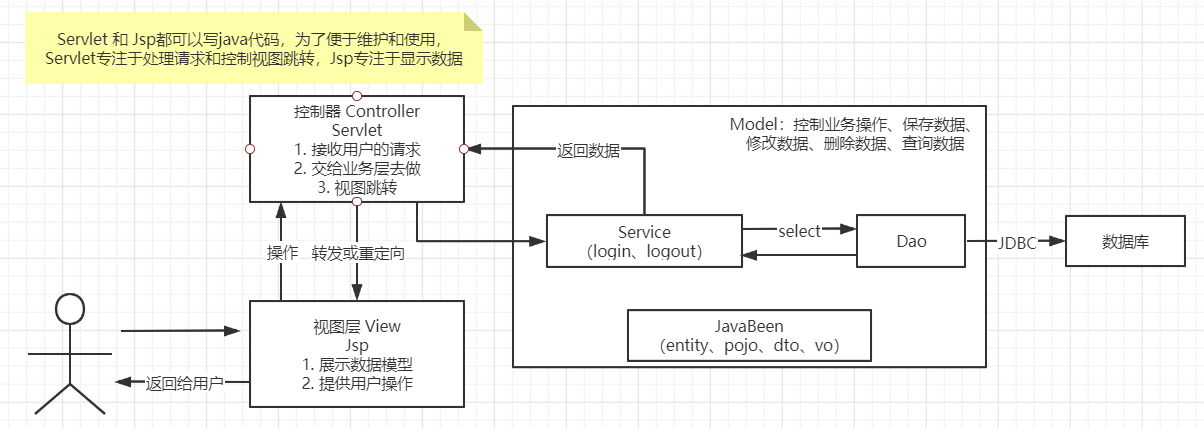 Servlet 和 Jsp都可以写java代码，为了便于维护和使用，
Servlet专注于处理请求和控制视图跳转，Jsp专注于显示数据
控制器 Controller
Servlet
1. 接收用户的请求
2. 交给业务层去做
3. 视图跳转
Model：控制业务操作、保存数据、
修改数据、删除数据、查询数据
返回数据
Service
（login、logout）
select
Dao
JDBC
数据库
操作
转发或重定向
JavaBeen
（entity、pojo、dto、vo）
视图层 View
Jsp
1. 展示数据模型
2. 提供用户操作
返回给用户